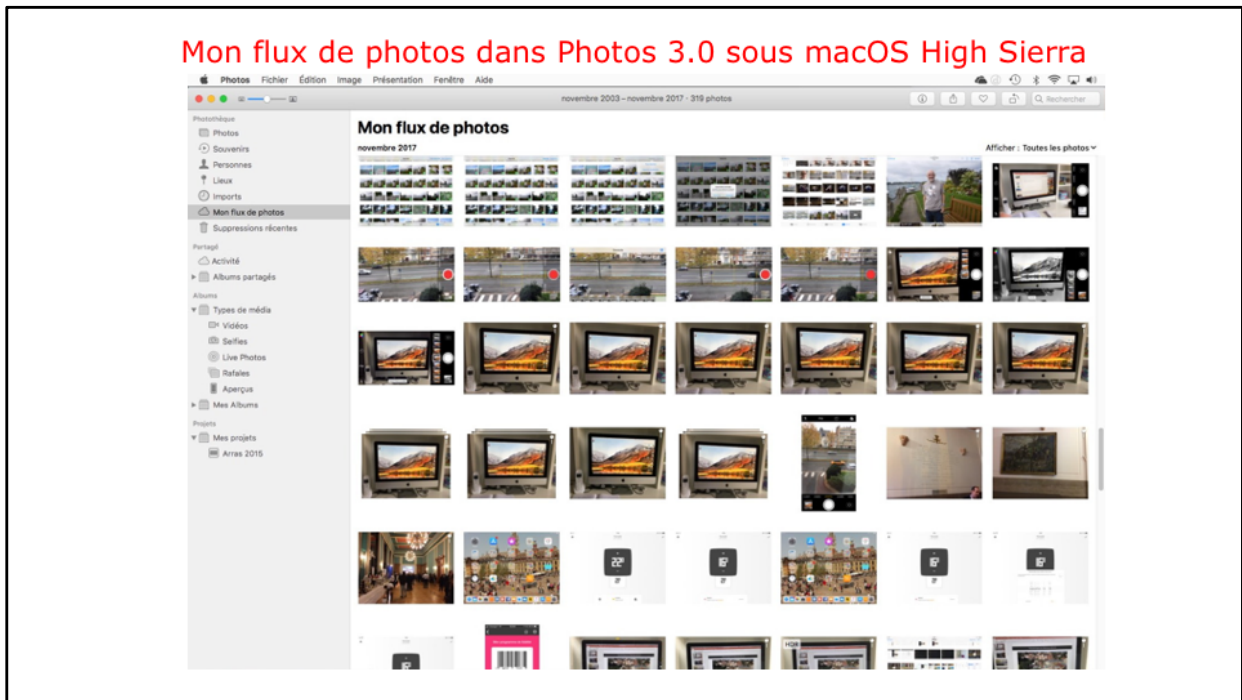 Mon flux de photos dans Photos 3.0 sous macOS High Sierra
Photos Fichier Édition Image Présentation Fenêtre Aide
novembre 2003 – novembre 2017 · 319 photos
Rechercher
Photothèque
Photos
Souvenirs
Personnes
Lieux
Imports
Mon flux de photos
Suppressions récentes
Partagé
Activité
Albums partagés
Albums
Types de média
Vidéos
Selfies
Live Photos
Rafales
Aperçus
Mes Albums
Projets
Mes projets
Arras 2015
Mon flux de photos
novembre 2017
Afficher : Toutes les photos
HDR